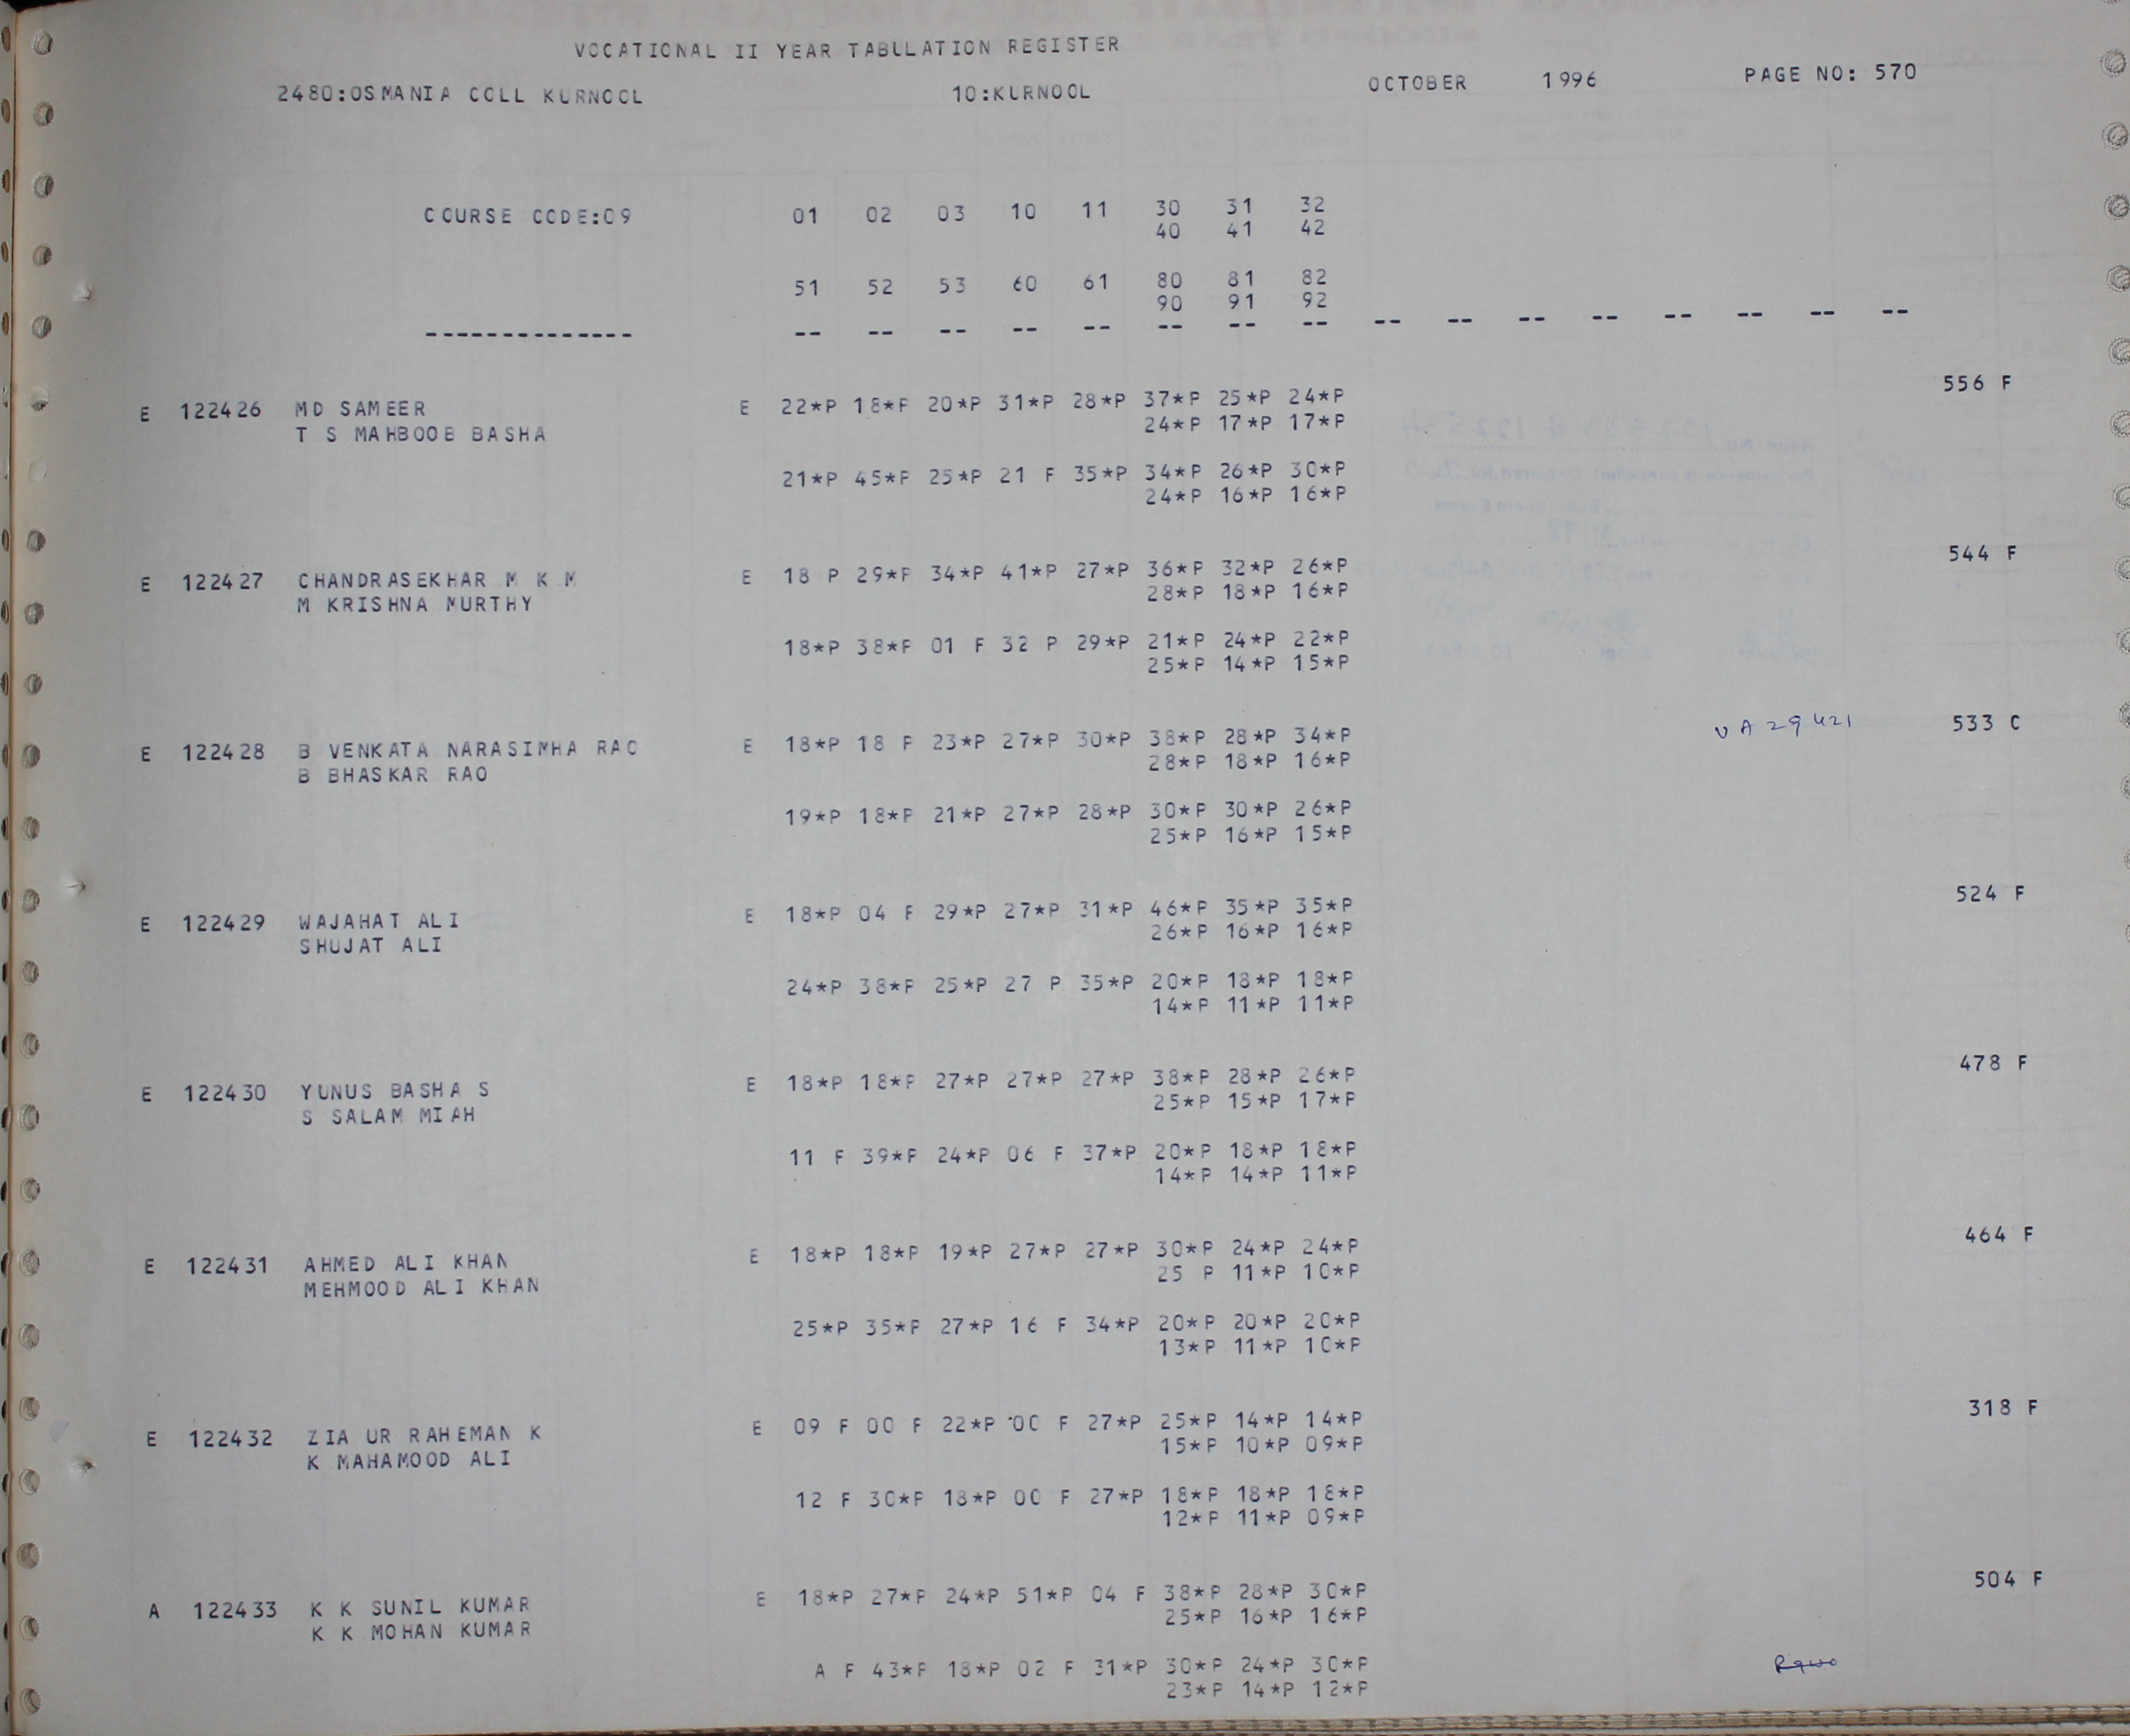 VOCATIONAL II YEAR TABULATION REGISTER
2480:OSMANIA COLL KURNOOL 10:KURNOOL OCTOBER 1996 PAGE NO: 570
COURSE CODE:09 01 02 03 10 11 30 31 32
40 41 42
51 52 53 60 61 80 81 82
90 91 92
-------------- -- -- -- -- -- -- -- -- -- -- -- -- -- -- -- --
556 F
E 122426 MD SAMEER E 22*P 18*P 20*P 31*P 28*P 37*P 25*P 24*P
T S MAHBOOB BASHA 24*P 17*P 17*P
21*P 45*P 25*P 21 F 35*P 34*P 26*P 30*P
24*P 16*P 16*P
544 F
E 122427 CHANDRASEKHAR M K M E 18 P 29*P 34*P 41*P 27*P 36*P 32*P 26*P
M KRISHNA MURTHY 28*P 18*P 16*P
18*P 38*P 01 F 32 P 29*P 21*P 24*P 22*P
25*P 14*P 15*P
VA 29421 533 C
E 122428 B VENKATA NARASIMHA RAO E 18*P 18 P 23*P 27*P 30*P 38*P 28*P 34*P
B BHASKAR RAO 28*P 18*P 16*P
19*P 18*P 21*P 27*P 28*P 30*P 30*P 26*P
25*P 16*P 15*P
524 F
E 122429 WAJAHAT ALI E 18*P 04 F 29*P 27*P 31*P 46*P 35*P 35*P
SHUJAT ALI 26*P 16*P 16*P
24*P 38*P 25*P 27 P 35*P 20*P 18*P 18*P
14*P 11*P 11*P
478 F
E 122430 YUNUS BASHA S E 18*P 18*P 27*P 27*P 27*P 38*P 28*P 26*P
S SALAM MIAH 25*P 15*P 17*P
11 F 39*P 24*P 06 F 37*P 20*P 18*P 18*P
14*P 14*P 11*P
464 F
E 122431 AHMED ALI KHAN E 18*P 18*P 19*P 27*P 27*P 30*P 24*P 24*P
MEHMOOD ALI KHAN 25 P 11*P 10*P
25*P 35*P 27*P 16 F 34*P 20*P 20*P 20*P
13*P 11*P 10*P
318 F
E 122432 ZIA UR RAHEMAN K E 09 F 00 F 22*P 00 F 27*P 25*P 14*P 14*P
K MAHAMOOD ALI 15*P 10*P 09*P
12 F 30*P 18*P 00 F 27*P 18*P 18*P 18*P
12*P 11*P 09*P
504 F
A 122433 K K SUNIL KUMAR E 18*P 27*P 24*P 51*P 04 F 38*P 28*P 30*P
K K MOHAN KUMAR 25*P 16*P 16*P
A F 43*P 18*P 02 F 31*P 30*P 24*P 30*P
23*P 14*P 12*P